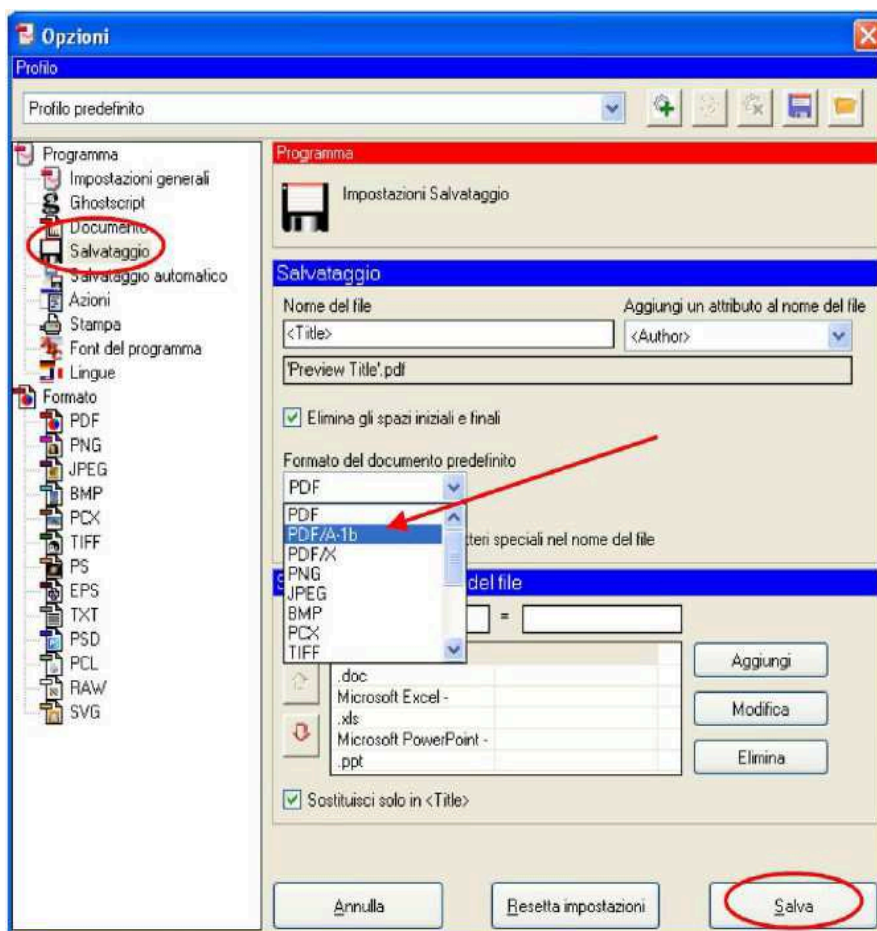 Opzioni
Profilo
Profilo predefinito
Programma
Impostazioni generali
Ghostscript
Documento
Salvataggio
Salvataggio automatico
Azioni
Stampa
Font del programma
Lingue
Formato
PDF
PNG
JPEG
BMP
PCX
TIFF
PS
EPS
TXT
PSD
PCL
RAW
SVG
Programma
Impostazioni Salvataggio
Salvataggio
Nome del file
Aggiungi un attributo al nome del file
<Title>
<Author>
'Preview Title'.pdf
Elimina gli spazi iniziali e finali
Formato del documento predefinito
PDF
PDF
PDF/A-1b
tteri speciali nel nome del file
PDF/X
PNG
S del file
JPEG
BMP
=
PCX
TIFF
.doc
Microsoft Excel -
.xls
Microsoft PowerPoint -
.ppt
Aggiungi
Modifica
Elimina
Sostituisci solo in <Title>
Annulla
Resetta impostazioni
Salva